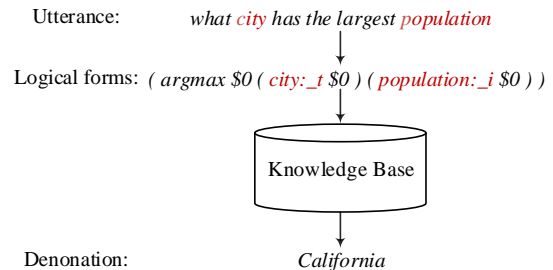 Utterance: what city has the largest population
Logical forms: ( argmax $0 ( city:_t $0 ) ( population:_i $0 ) )
Knowledge Base
Denonation: California